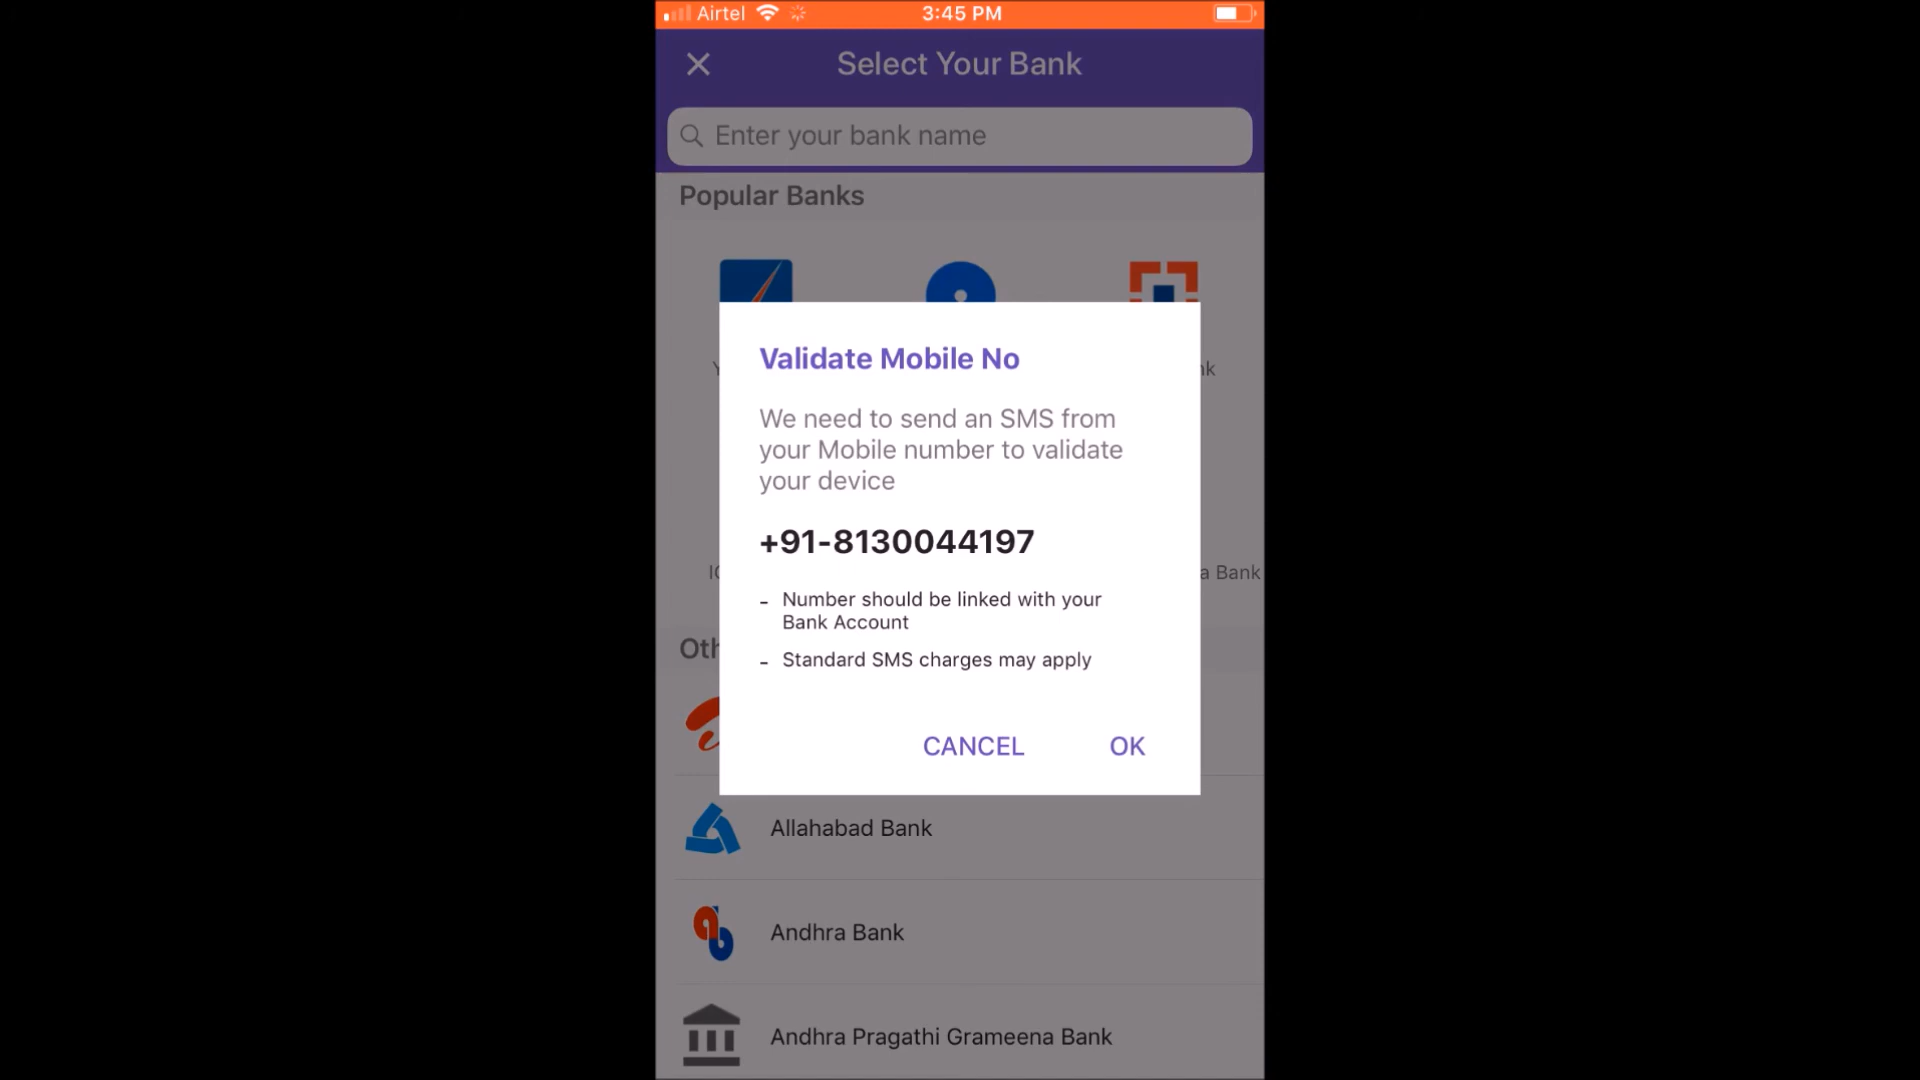 Airtel
3:45 PM
Select Your Bank
Enter your bank name
Popular Banks
Validate Mobile No
We need to send an SMS from
your Mobile number to validate
your device
+91-8130044197
a Bank
- Number should be linked with your
Bank Account
- Standard SMS charges may apply
CANCEL
OK
Allahabad Bank
Andhra Bank
Andhra Pragathi Grameena Bank